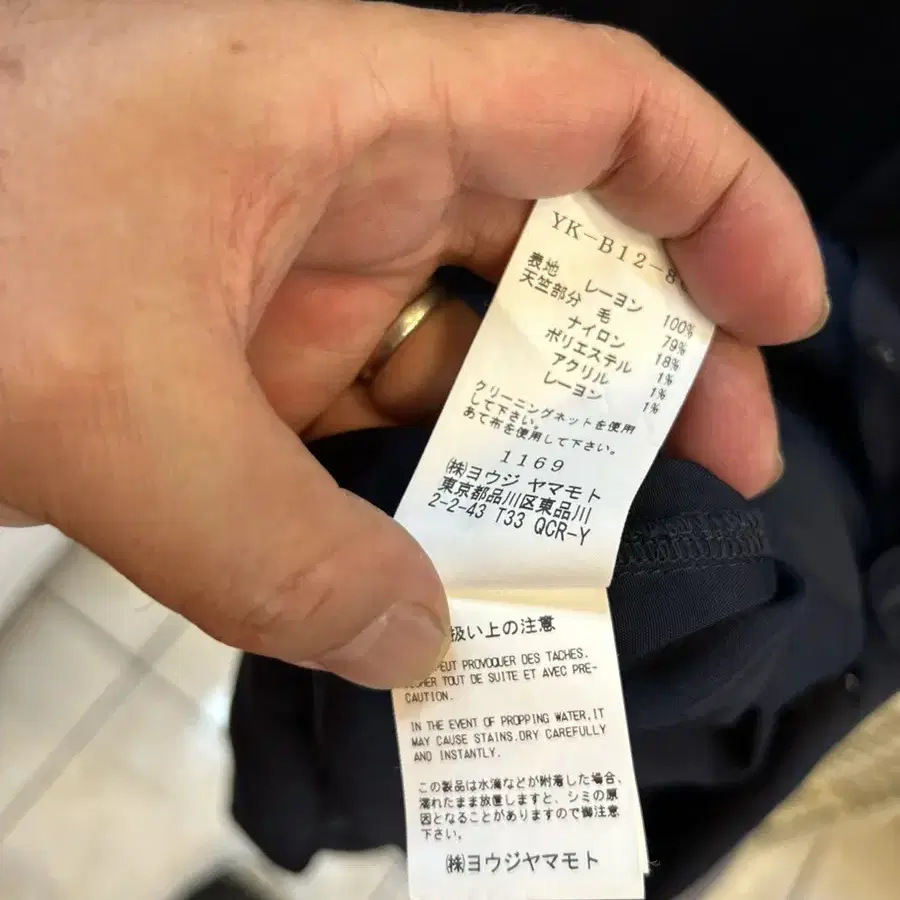 YK-B12-8
表地 レーヨン 100%
天竺部分 毛 79%
ナイロン 18%
ポリエステル 1%
アクリル 1%
レーヨン 1%
クリーニングネットを使用
して下さい。
あて布を使用して下さい。
1169
㈱ヨウジ ヤマモト
東京都品川区東品川
2-2-43 T33 QCR-Y
扱い上の注意
PEUT PROVOQUER DES TACHES.
TOUT DE SUITE ET AVEC PRE-
CAUTION.
IN THE EVENT OF PROPPING WATER,IT
MAY CAUSE STAINS.DRY CAREFULLY
AND INSTANTLY.
この製品は水滴などが附着した場合、
濡れたまま放置しますと、シミの原
因となることがありますので御注意
下さい。
㈱ヨウジヤマモト